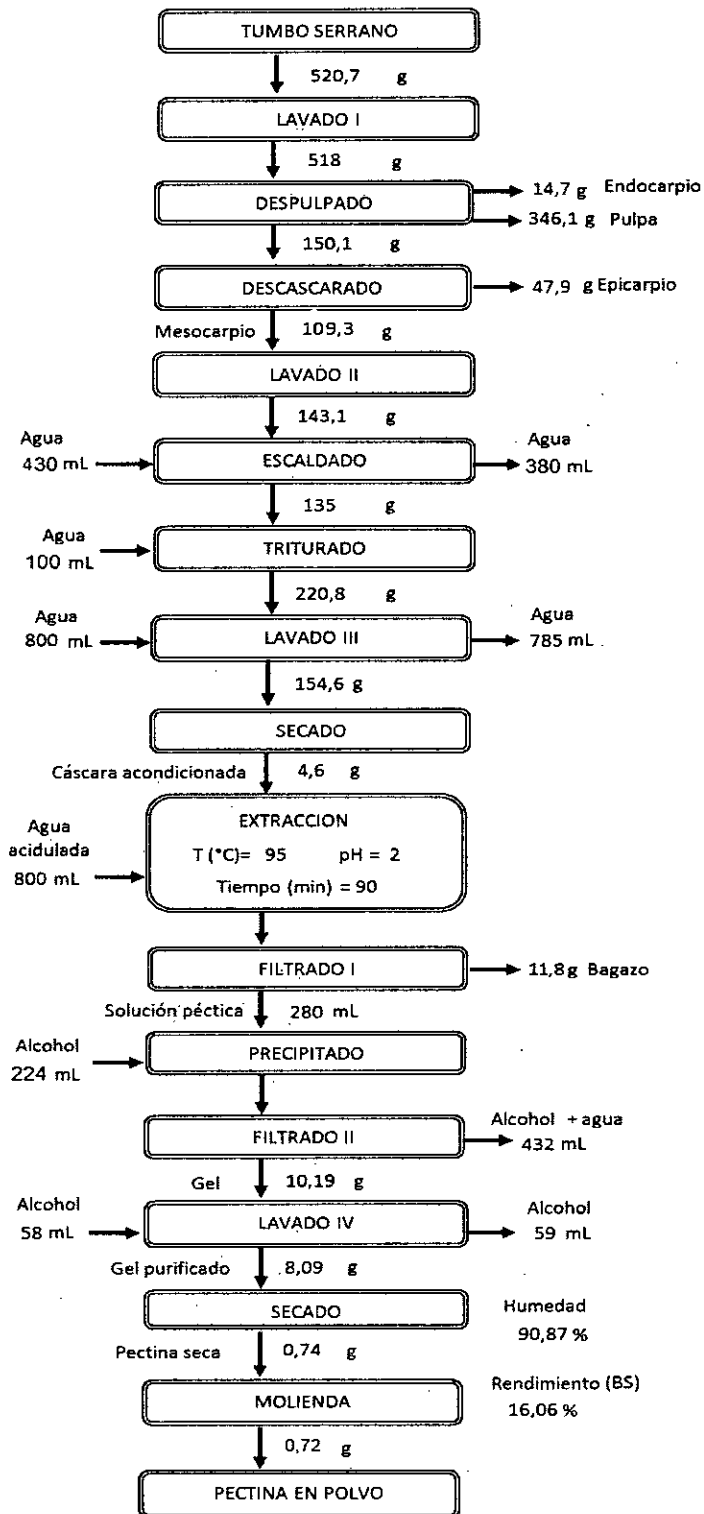 TUMBO SERRANO
520,7 g
LAVADO I
518 g
DESPULPADO
14,7 g Endocarpio
346,1 g Pulpa
150,1 g
DESCASCARADO
47,9 g Epicarpio
Mesocarpio 109,3 g
LAVADO II
143,1 g
Agua
430 mL
ESCALDADO
Agua
380 mL
135 g
Agua
100 mL
TRITURADO
220,8 g
Agua
800 mL
LAVADO III
Agua
785 mL
154,6 g
SECADO
Cáscara acondicionada 4,6 g
Agua
acidulada
800 mL
EXTRACCION
T (°C)= 95 pH = 2
Tiempo (min) = 90
FILTRADO I
11,8 g Bagazo
Solución péctica 280 mL
Alcohol
224 mL
PRECIPITADO
FILTRADO II
Alcohol + agua
432 mL
Gel 10,19 g
Alcohol
58 mL
LAVADO IV
Alcohol
59 mL
Gel purificado 8,09 g
SECADO
Humedad
90,87 %
Pectina seca 0,74 g
MOLIENDA
Rendimiento (BS)
16,06 %
0,72 g
PECTINA EN POLVO